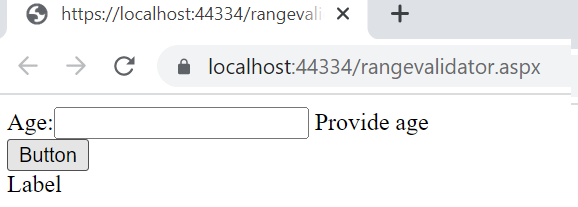 https://localhost:44334/rangevali
localhost:44334/rangevalidator.aspx
Age: Provide age
Button
Label